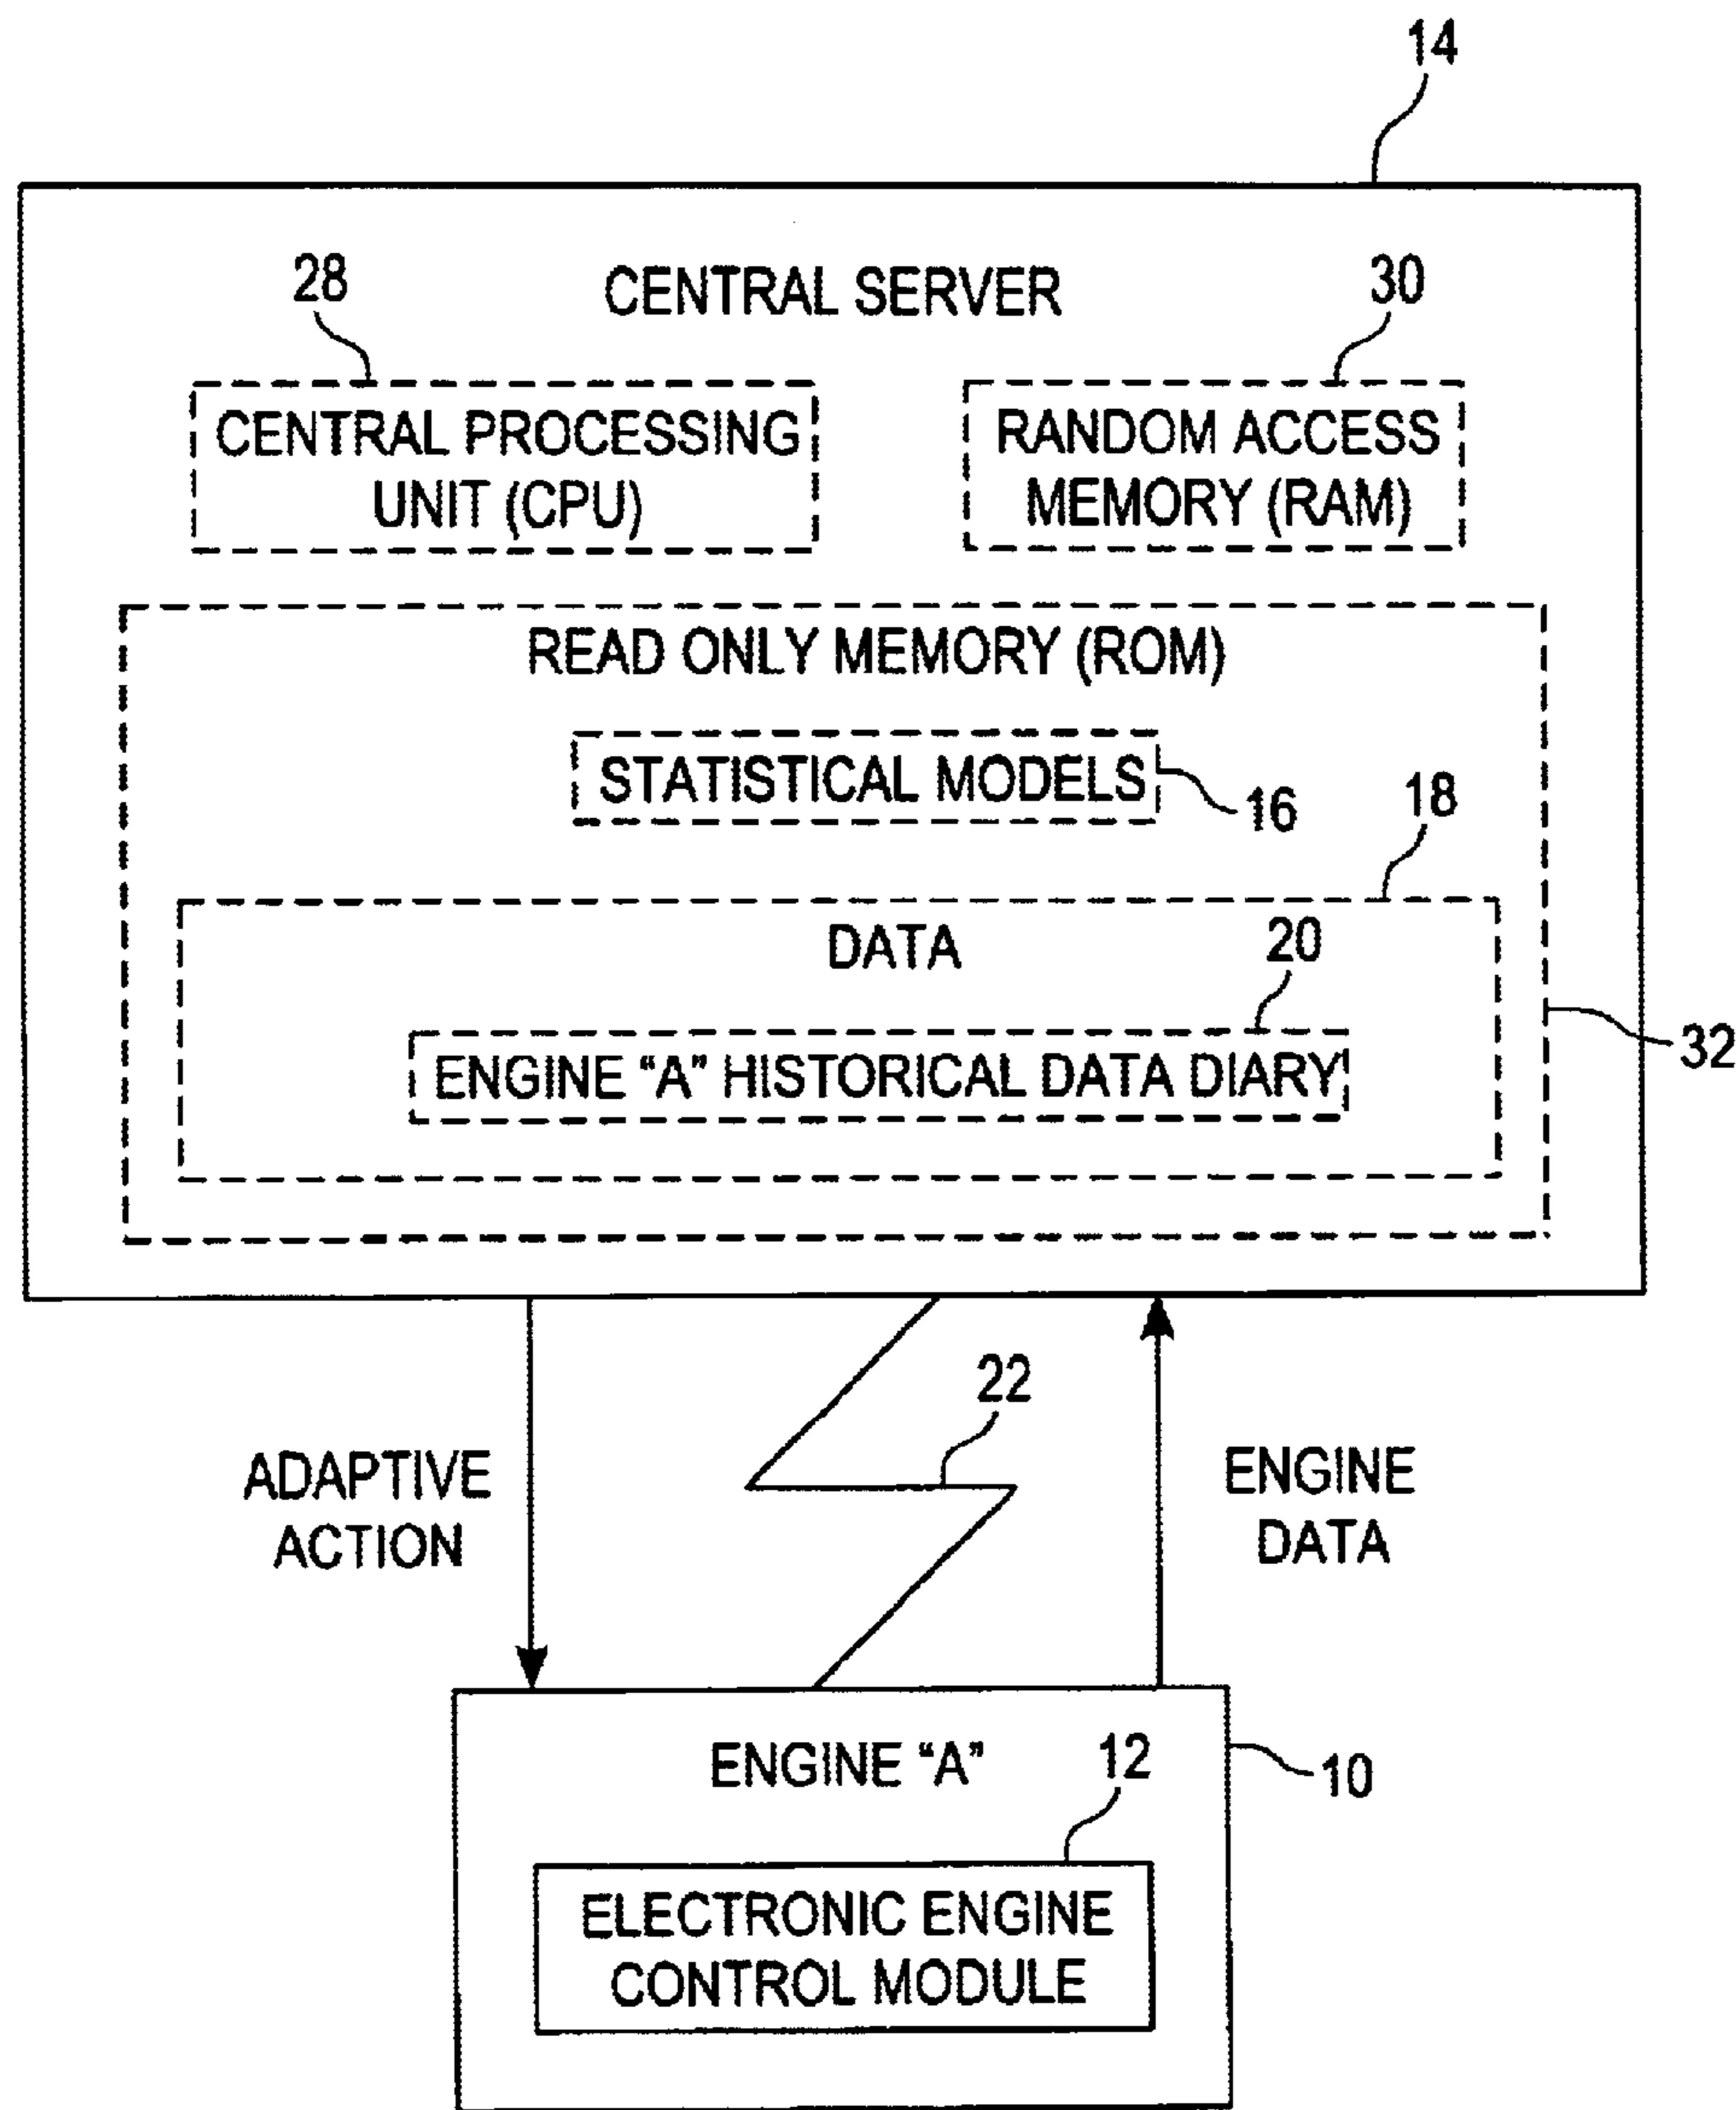 14
28
CENTRAL SERVER
30
CENTRAL PROCESSING
UNIT (CPU)
RANDOM ACCESS
MEMORY (RAM)
READ ONLY MEMORY (ROM)
STATISTICAL MODELS
16
18
DATA
20
ENGINE “A” HISTORICAL DATA DIARY
32
22
ADAPTIVE
ACTION
ENGINE
DATA
ENGINE “A”
12
10
ELECTRONIC ENGINE
CONTROL MODULE